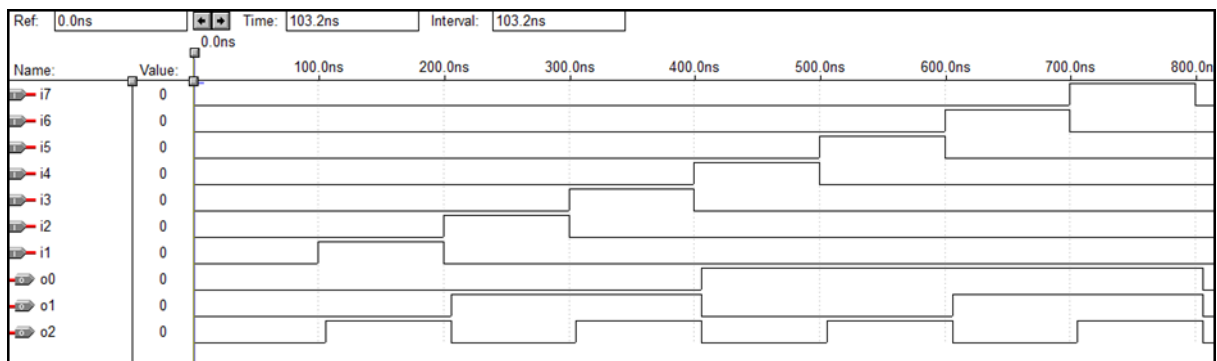 Ref: 0.0ns Time: 103.2ns Interval: 103.2ns
0.0ns
Name: Value: 100.0ns 200.0ns 300.0ns 400.0ns 500.0ns 600.0ns 700.0ns 800.0n
i7 0
i6 0
i5 0
i4 0
i3 0
i2 0
i1 0
o0 0
o1 0
o2 0